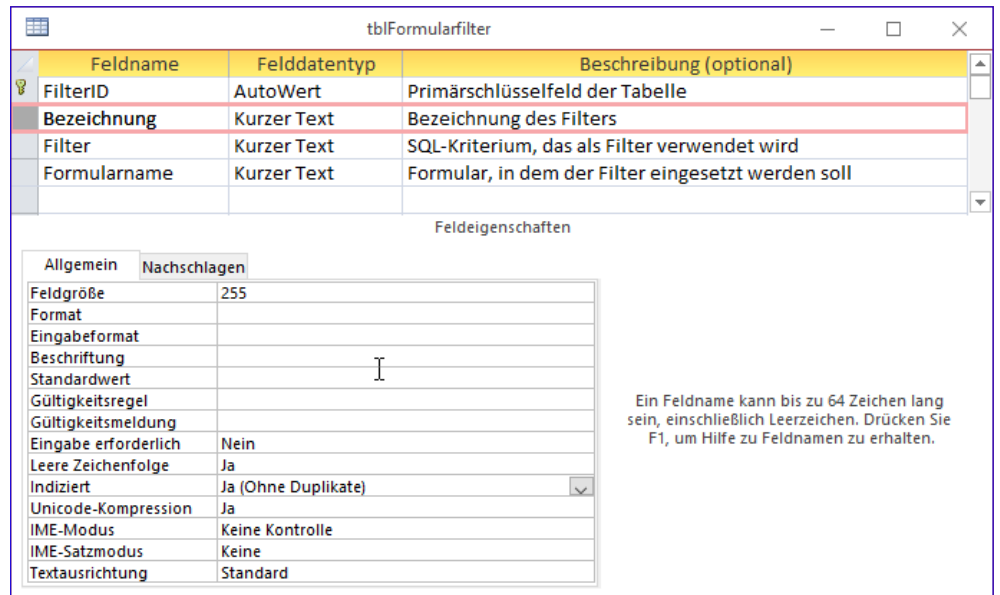 tblFormularfilter
Feldname Felddatentyp Beschreibung (optional)
FilterID AutoWert Primärschlüsselfeld der Tabelle
Bezeichnung Kurzer Text Bezeichnung des Filters
Filter Kurzer Text SQL-Kriterium, das als Filter verwendet wird
Formularname Kurzer Text Formular, in dem der Filter eingesetzt werden soll
Feldeigenschaften
Allgemein Nachschlagen
Feldgröße 255
Format
Eingabeformat
Beschriftung
Standardwert
Gültigkeitsregel
Gültigkeitsmeldung
Eingabe erforderlich Nein
Leere Zeichenfolge Ja
Indiziert Ja (Ohne Duplikate)
Unicode-Kompression Ja
IME-Modus Keine Kontrolle
IME-Satzmodus Keine
Textausrichtung Standard
Ein Feldname kann bis zu 64 Zeichen lang
sein, einschließlich Leerzeichen. Drücken Sie
F1, um Hilfe zu Feldnamen zu erhalten.